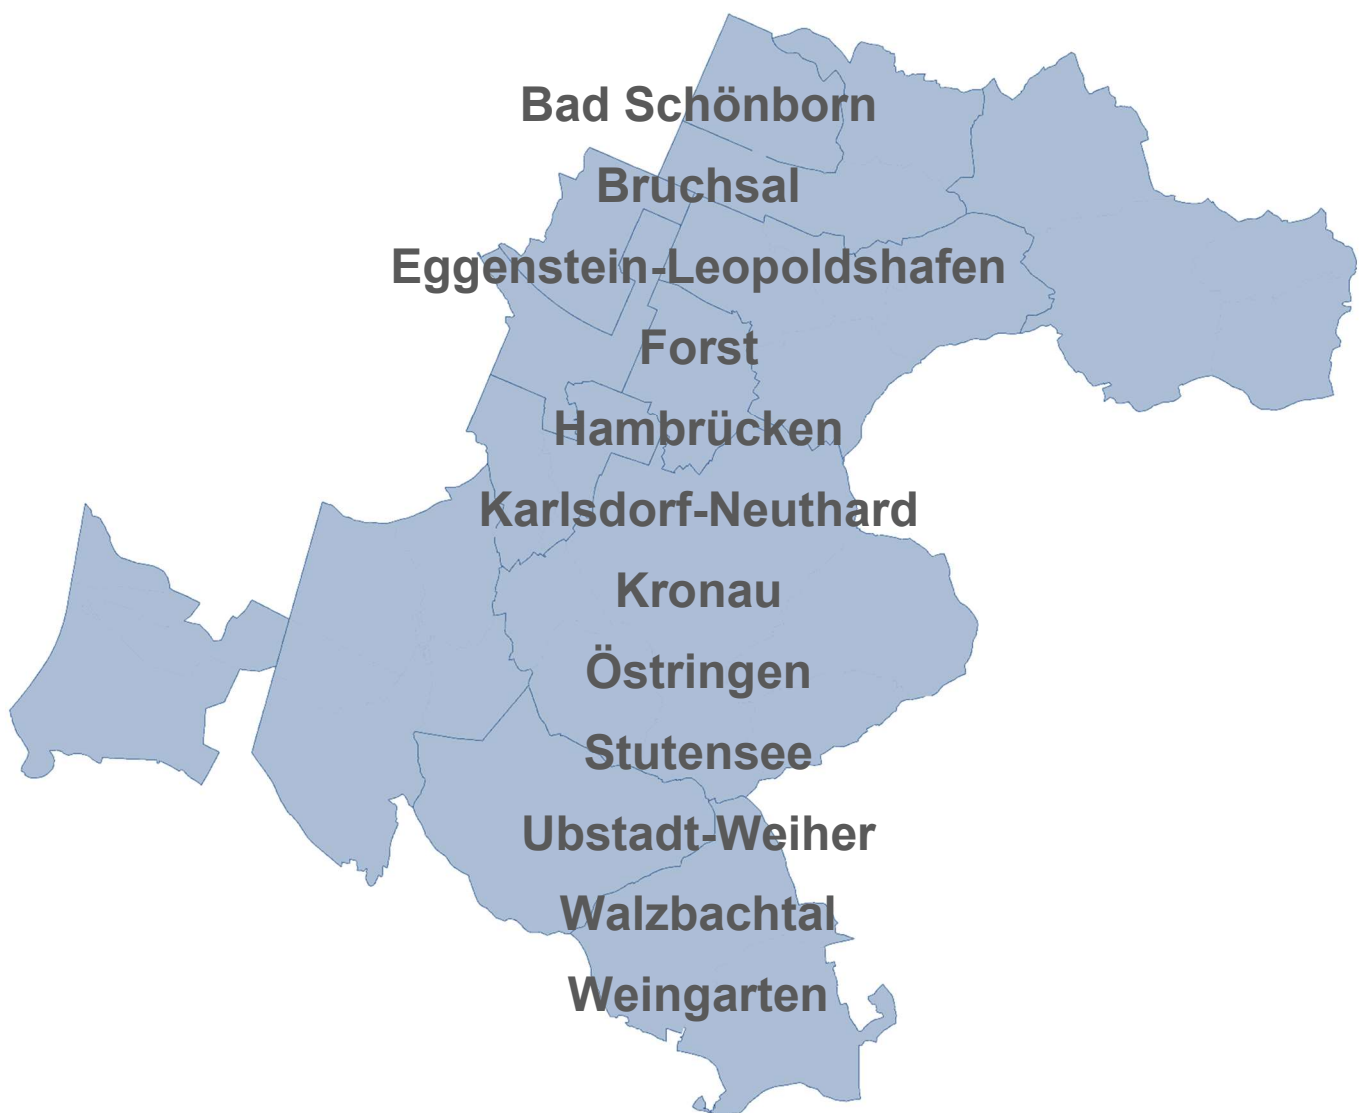 Bad Schönborn
Bruchsal
Eggenstein-Leopoldshafen
Forst
Hambrücken
Karlsdorf-Neuthard
Kronau
Östringen
Stutensee
Ubstadt-Weiher
Walzbachtal
Weingarten